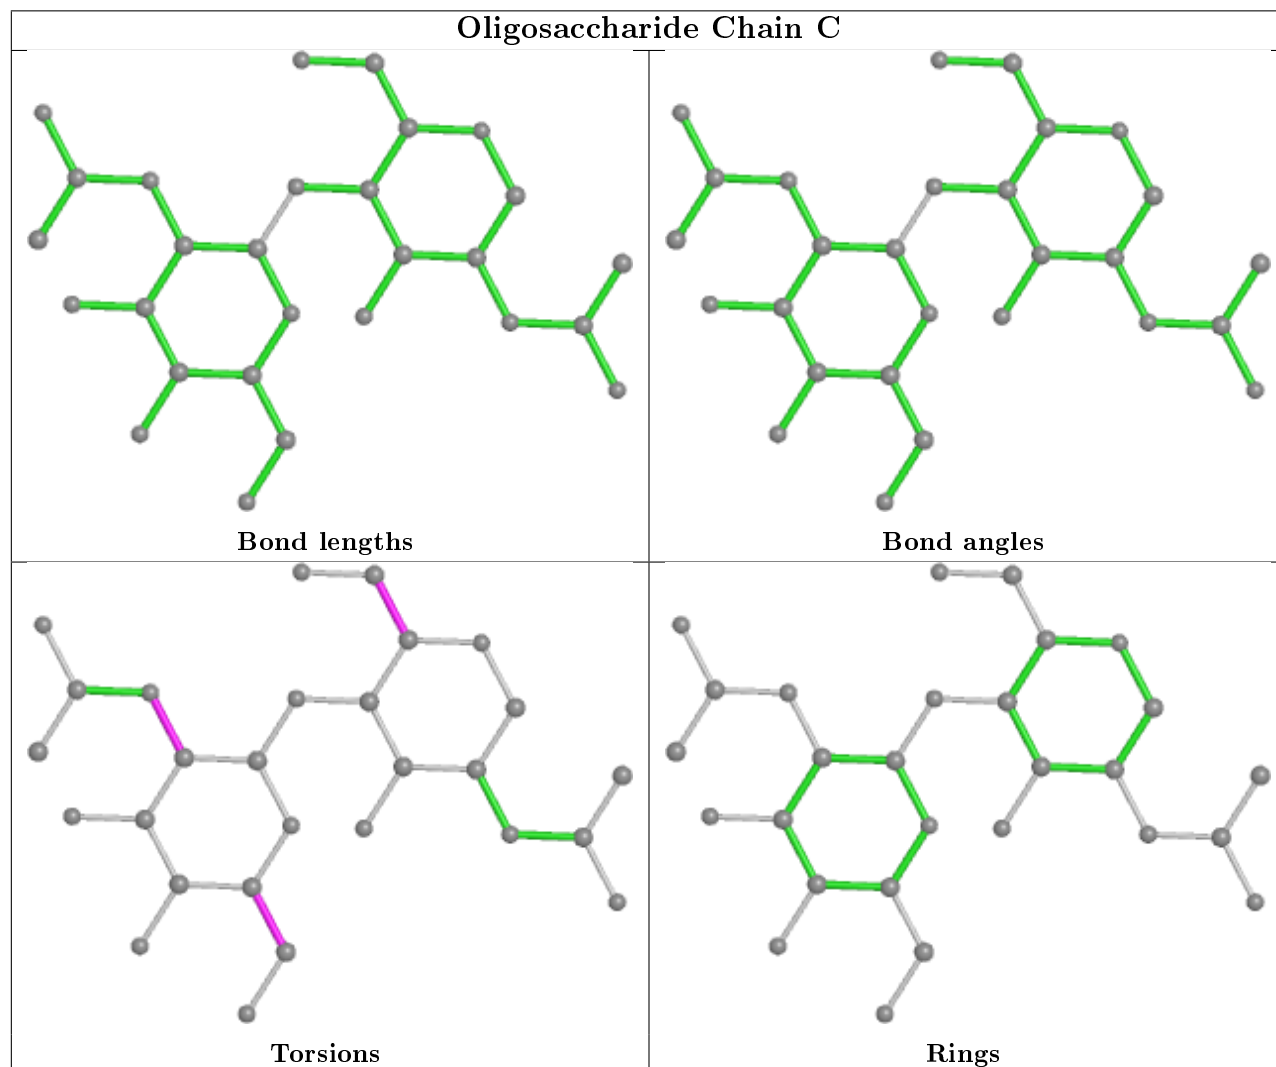 Oligosaccharide Chain C
Bond lengths
Bond angles
Torsions
Rings